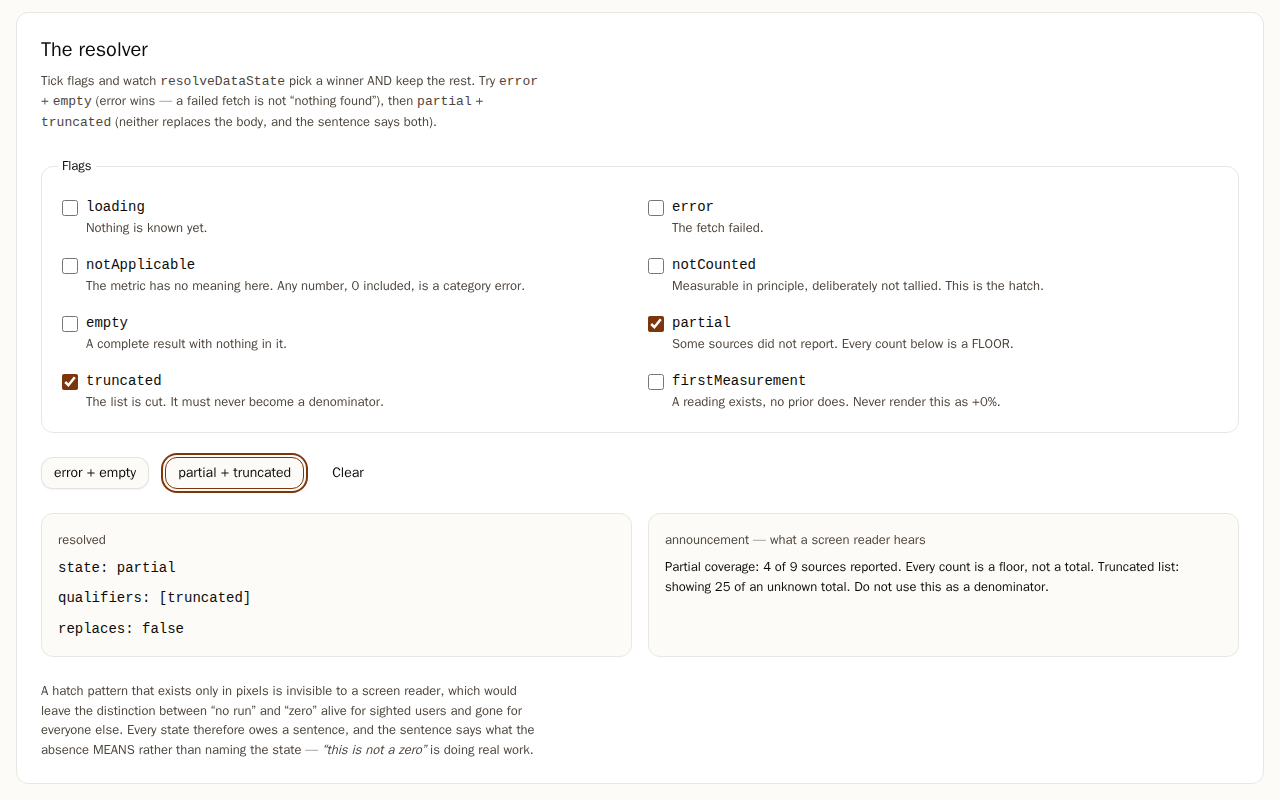 The resolver
Tick flags and watch resolveDataState pick a winner AND keep the rest. Try error
+ empty (error wins — a failed fetch is not “nothing found”), then partial +
truncated (neither replaces the body, and the sentence says both).
Flags
loading
Nothing is known yet.
error
The fetch failed.
notApplicable
The metric has no meaning here. Any number, 0 included, is a category error.
notCounted
Measurable in principle, deliberately not tallied. This is the hatch.
empty
A complete result with nothing in it.
partial
Some sources did not report. Every count below is a FLOOR.
truncated
The list is cut. It must never become a denominator.
firstMeasurement
A reading exists, no prior does. Never render this as +0%.
error + empty
partial + truncated
Clear
resolved
state: partial
qualifiers: [truncated]
replaces: false
announcement — what a screen reader hears
Partial coverage: 4 of 9 sources reported. Every count is a floor, not a total. Truncated list:
showing 25 of an unknown total. Do not use this as a denominator.
A hatch pattern that exists only in pixels is invisible to a screen reader, which would
leave the distinction between “no run” and “zero” alive for sighted users and gone for
everyone else. Every state therefore owes a sentence, and the sentence says what the
absence MEANS rather than naming the state — “this is not a zero” is doing real work.